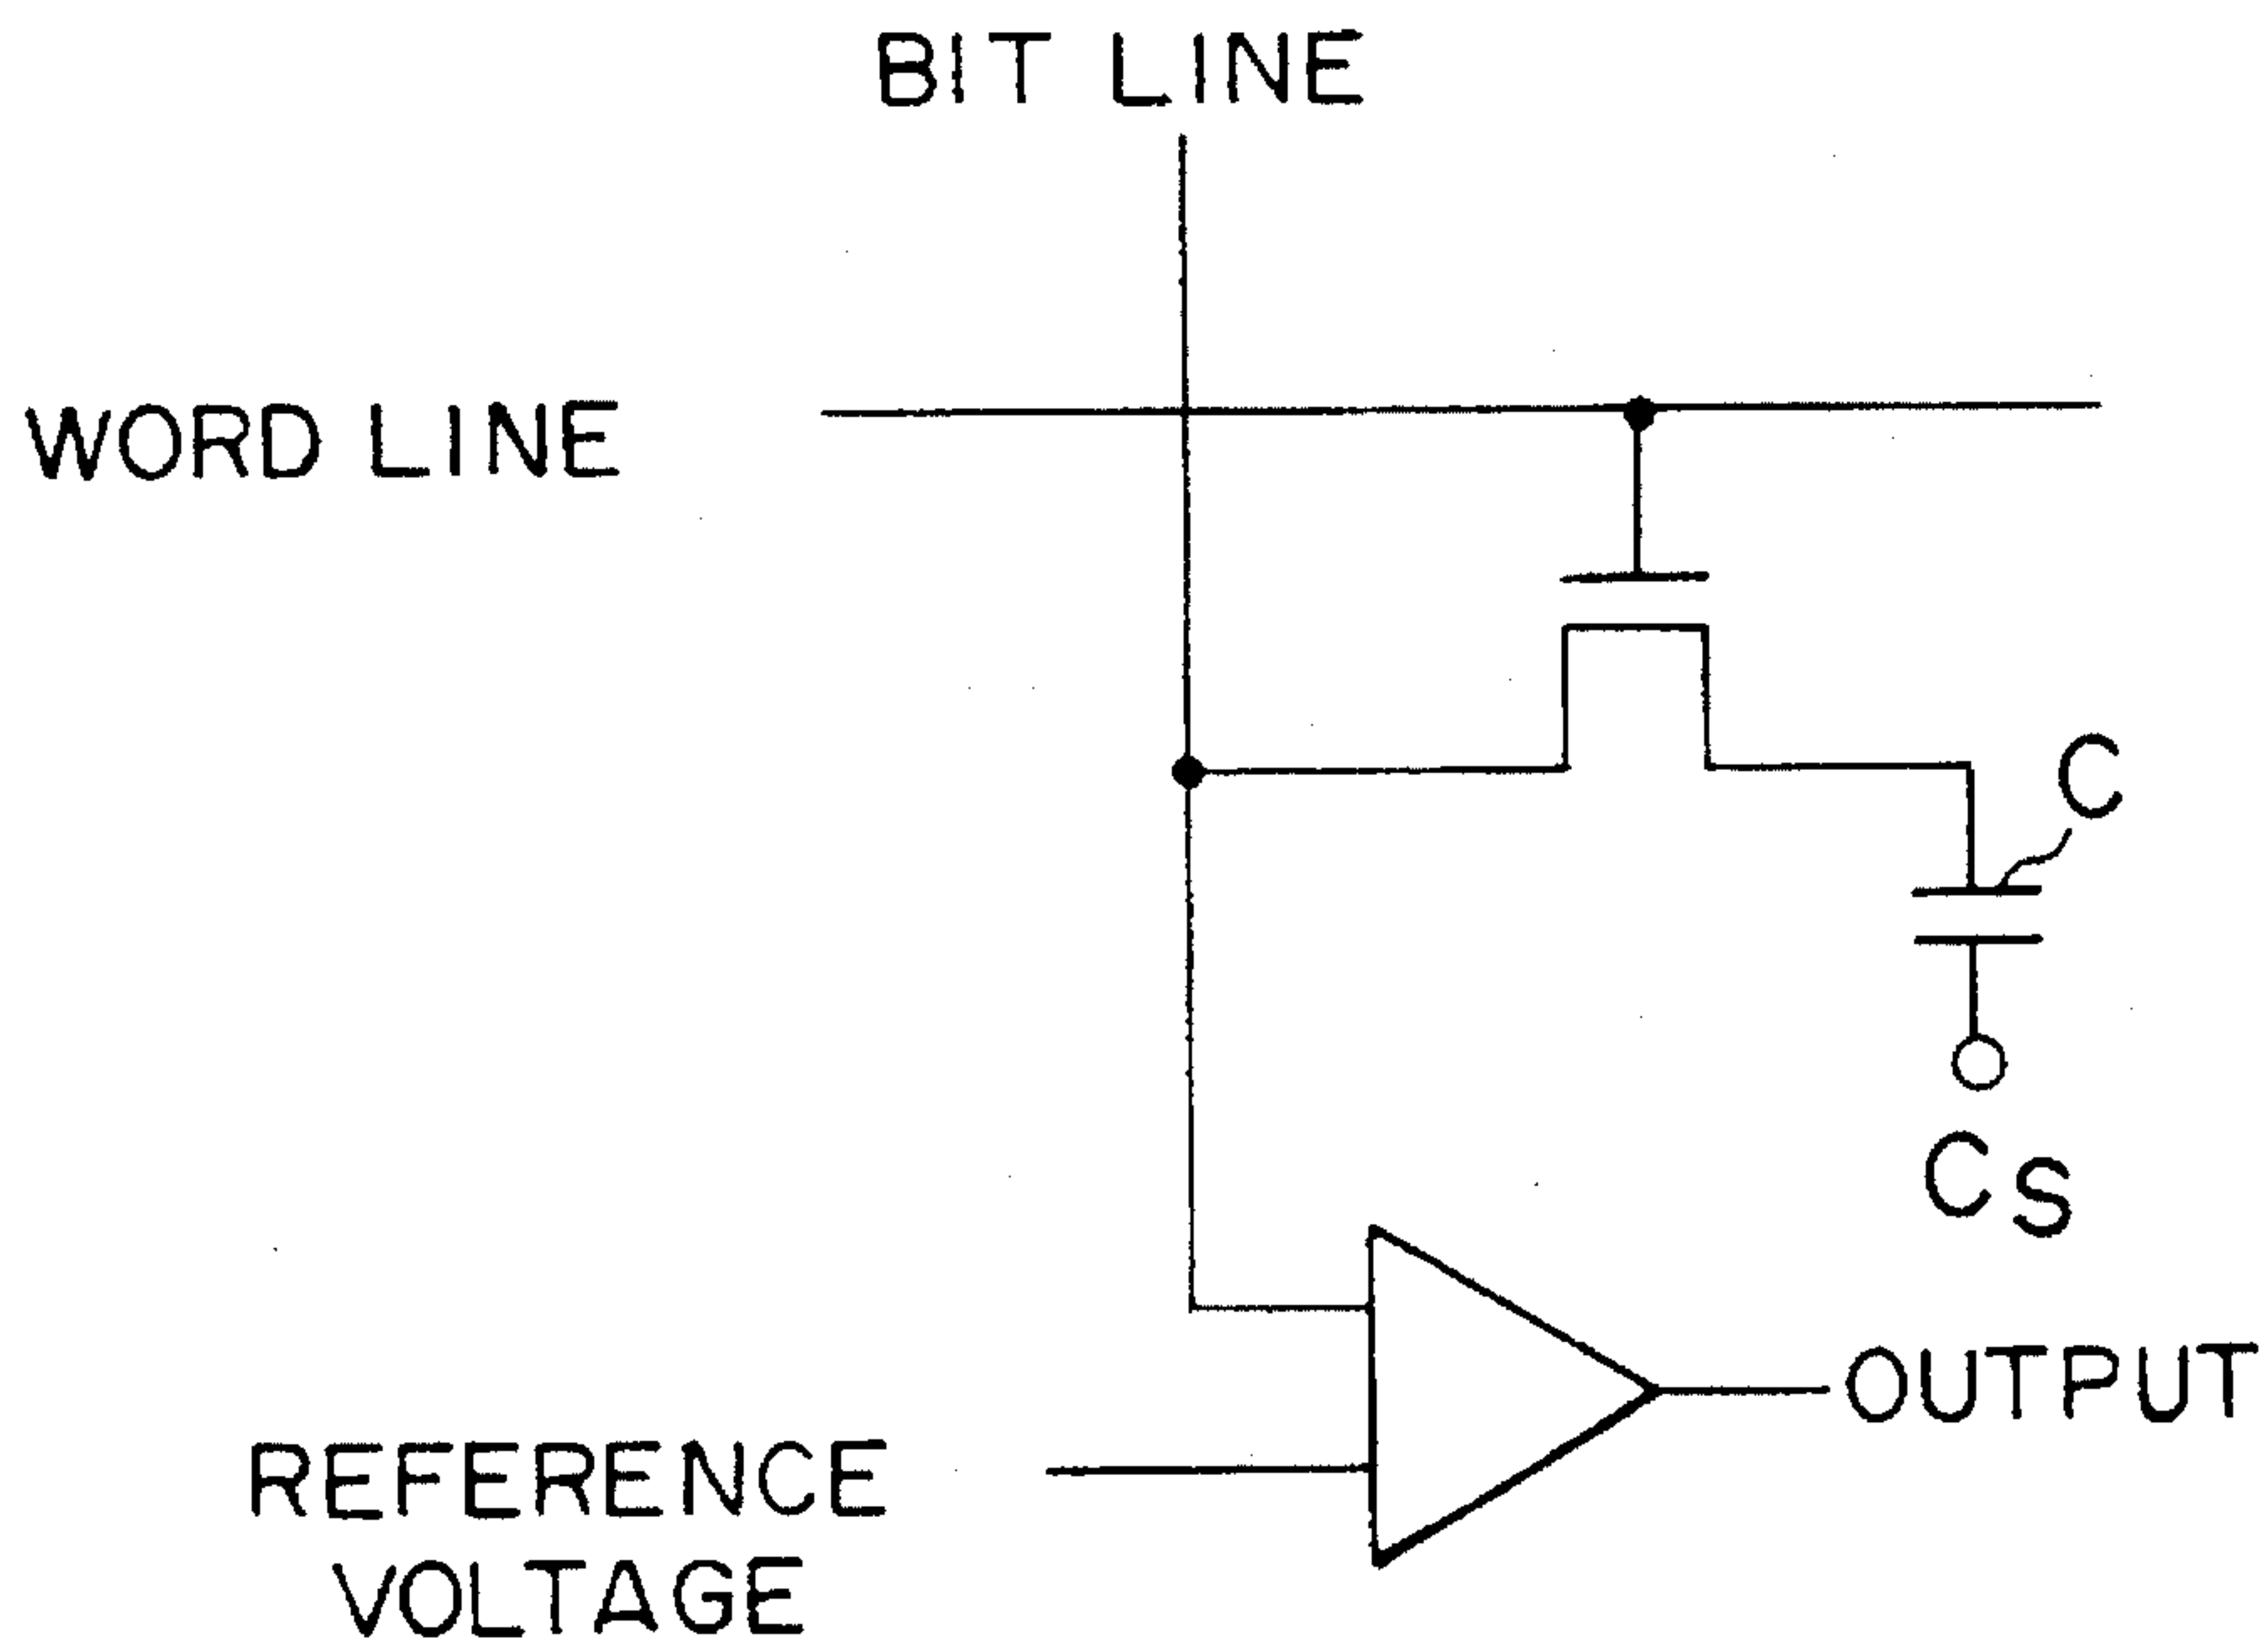 BIT LINE
WORD LINE
C
CS
OUTPUT
REFERENCE
VOLTAGE